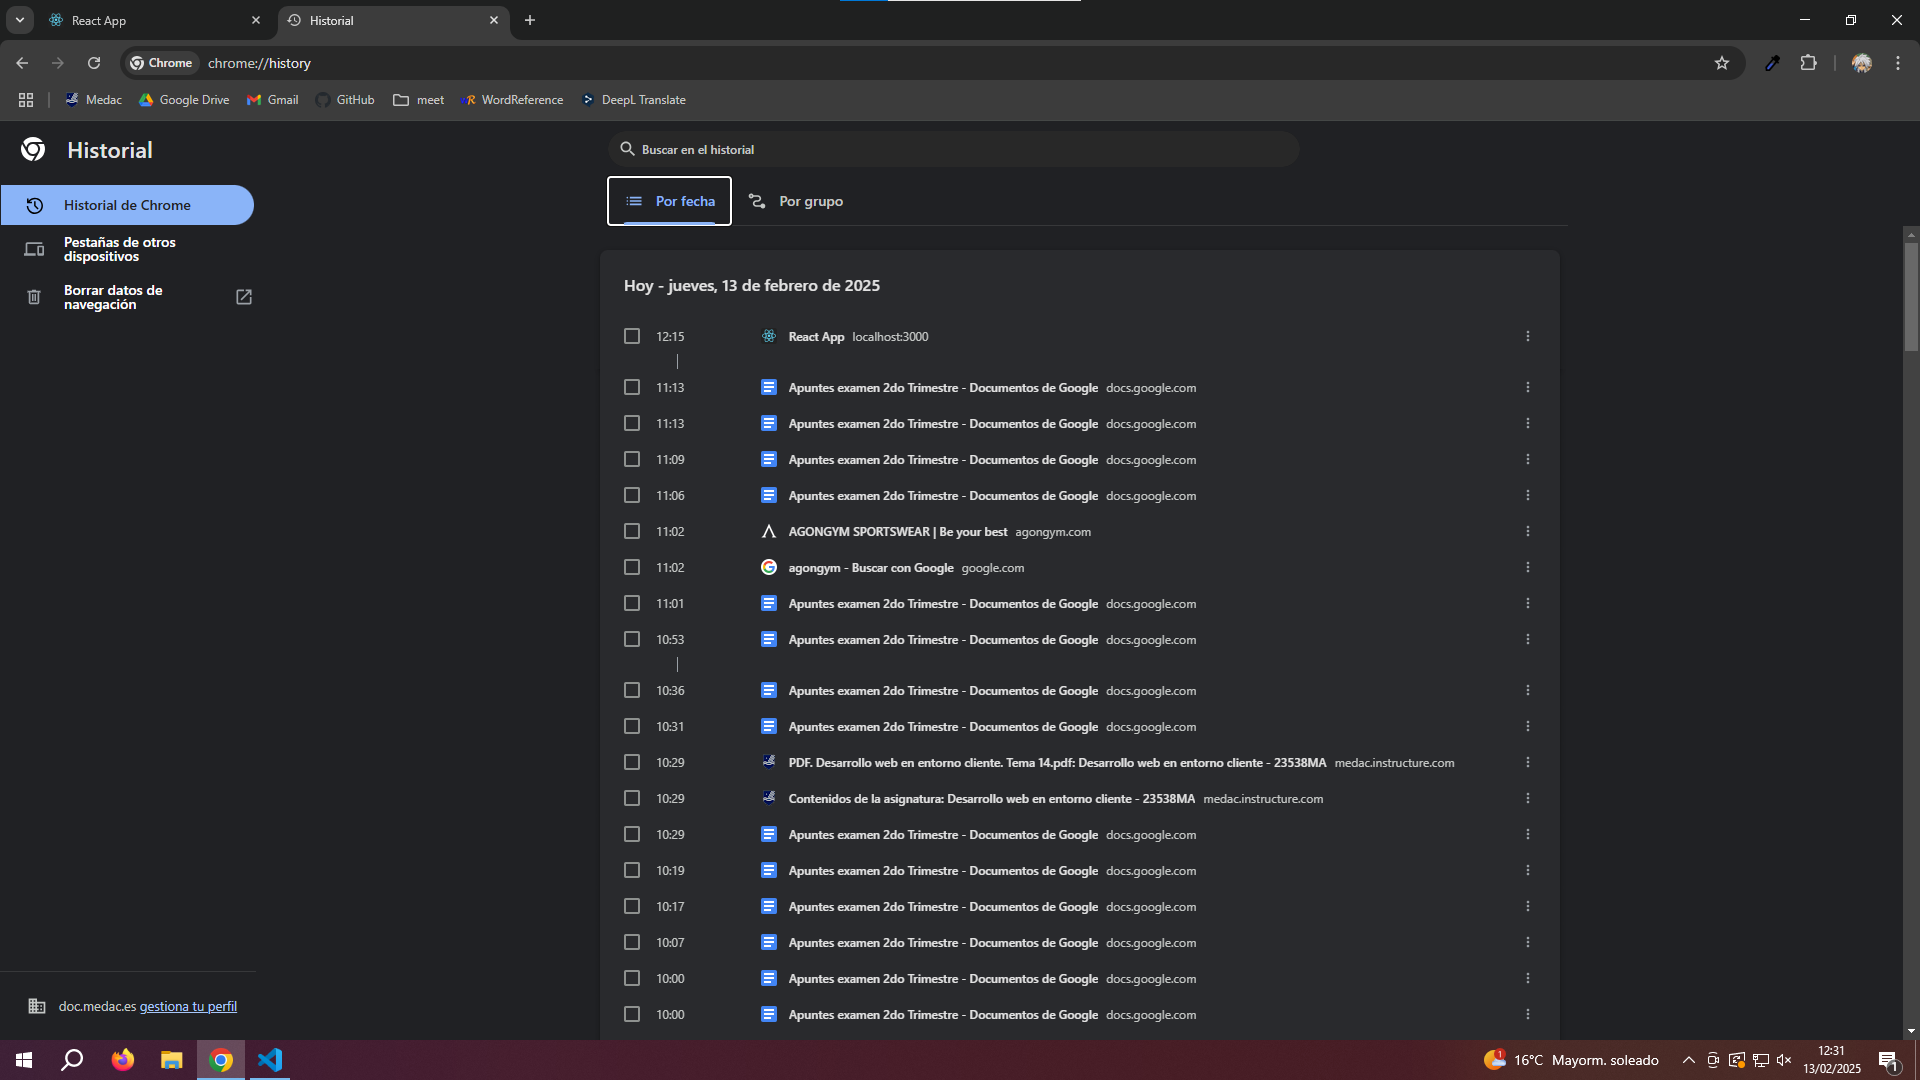 React App
Historial
Chrome
chrome://history
Medac
Google Drive
Gmail
GitHub
meet
WordReference
DeepL Translate
Historial
Buscar en el historial
Historial de Chrome
Pestañas de otros
dispositivos
Borrar datos de
navegación
Por fecha
Por grupo
Hoy - jueves, 13 de febrero de 2025
12:15 React App localhost:3000
11:13 Apuntes examen 2do Trimestre - Documentos de Google docs.google.com
11:13 Apuntes examen 2do Trimestre - Documentos de Google docs.google.com
11:09 Apuntes examen 2do Trimestre - Documentos de Google docs.google.com
11:06 Apuntes examen 2do Trimestre - Documentos de Google docs.google.com
11:02 AGONGYM SPORTSWEAR | Be your best agongym.com
11:02 agongym - Buscar con Google google.com
11:01 Apuntes examen 2do Trimestre - Documentos de Google docs.google.com
10:53 Apuntes examen 2do Trimestre - Documentos de Google docs.google.com
10:36 Apuntes examen 2do Trimestre - Documentos de Google docs.google.com
10:31 Apuntes examen 2do Trimestre - Documentos de Google docs.google.com
10:29 PDF. Desarrollo web en entorno cliente. Tema 14.pdf: Desarrollo web en entorno cliente - 23538MA medac.instructure.com
10:29 Contenidos de la asignatura: Desarrollo web en entorno cliente - 23538MA medac.instructure.com
10:29 Apuntes examen 2do Trimestre - Documentos de Google docs.google.com
10:19 Apuntes examen 2do Trimestre - Documentos de Google docs.google.com
10:17 Apuntes examen 2do Trimestre - Documentos de Google docs.google.com
10:07 Apuntes examen 2do Trimestre - Documentos de Google docs.google.com
10:00 Apuntes examen 2do Trimestre - Documentos de Google docs.google.com
10:00 Apuntes examen 2do Trimestre - Documentos de Google docs.google.com
doc.medac.es gestiona tu perfil
1
16°C Mayorm. soleado
12:31
13/02/2025
1